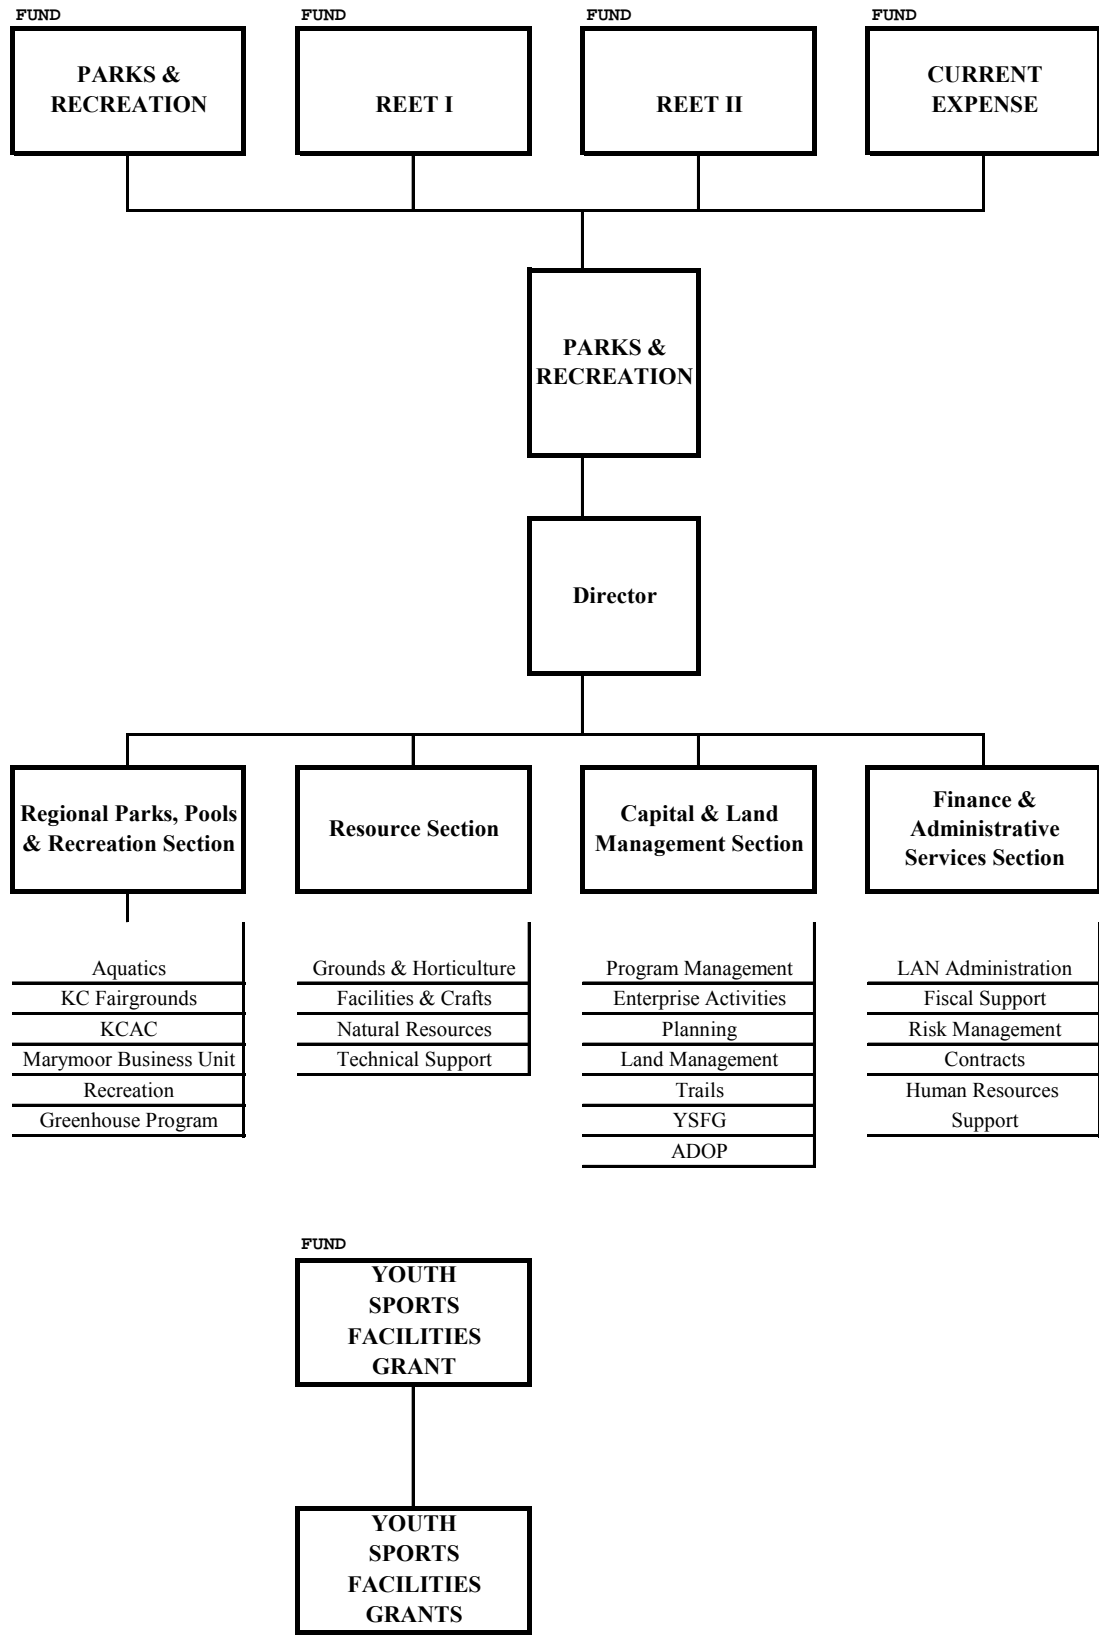 FUND
PARKS &
RECREATION
FUND
REET I
FUND
REET II
FUND
CURRENT
EXPENSE
PARKS &
RECREATION
Director
Regional Parks, Pools
& Recreation Section
Resource Section
Capital & Land
Management Section
Finance &
Administrative
Services Section
Aquatics
KC Fairgrounds
KCAC
Marymoor Business Unit
Recreation
Greenhouse Program
Grounds & Horticulture
Facilities & Crafts
Natural Resources
Technical Support
Program Management
Enterprise Activities
Planning
Land Management
Trails
YSFG
ADOP
LAN Administration
Fiscal Support
Risk Management
Contracts
Human Resources
Support
FUND
YOUTH
SPORTS
FACILITIES
GRANT
YOUTH
SPORTS
FACILITIES
GRANTS